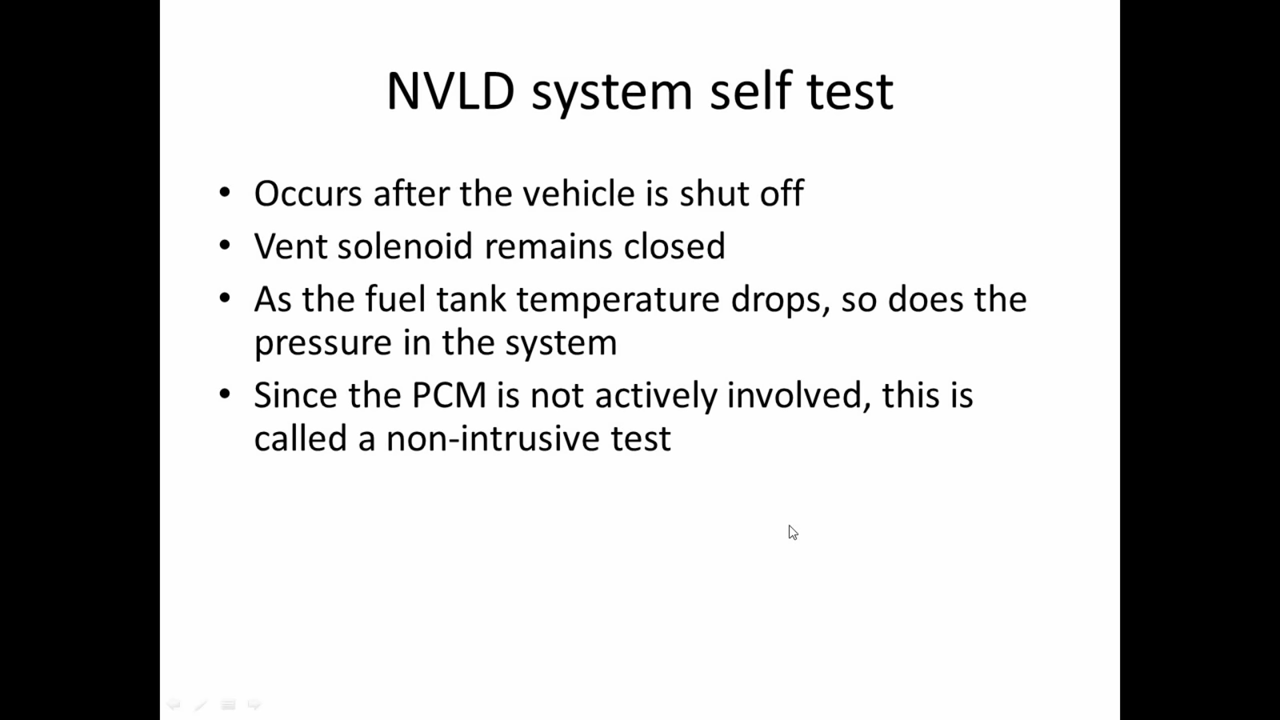 NVLD system self test
• Occurs after the vehicle is shut off
• Vent solenoid remains closed
• As the fuel tank temperature drops, so does the
pressure in the system
• Since the PCM is not actively involved, this is
called a non-intrusive test